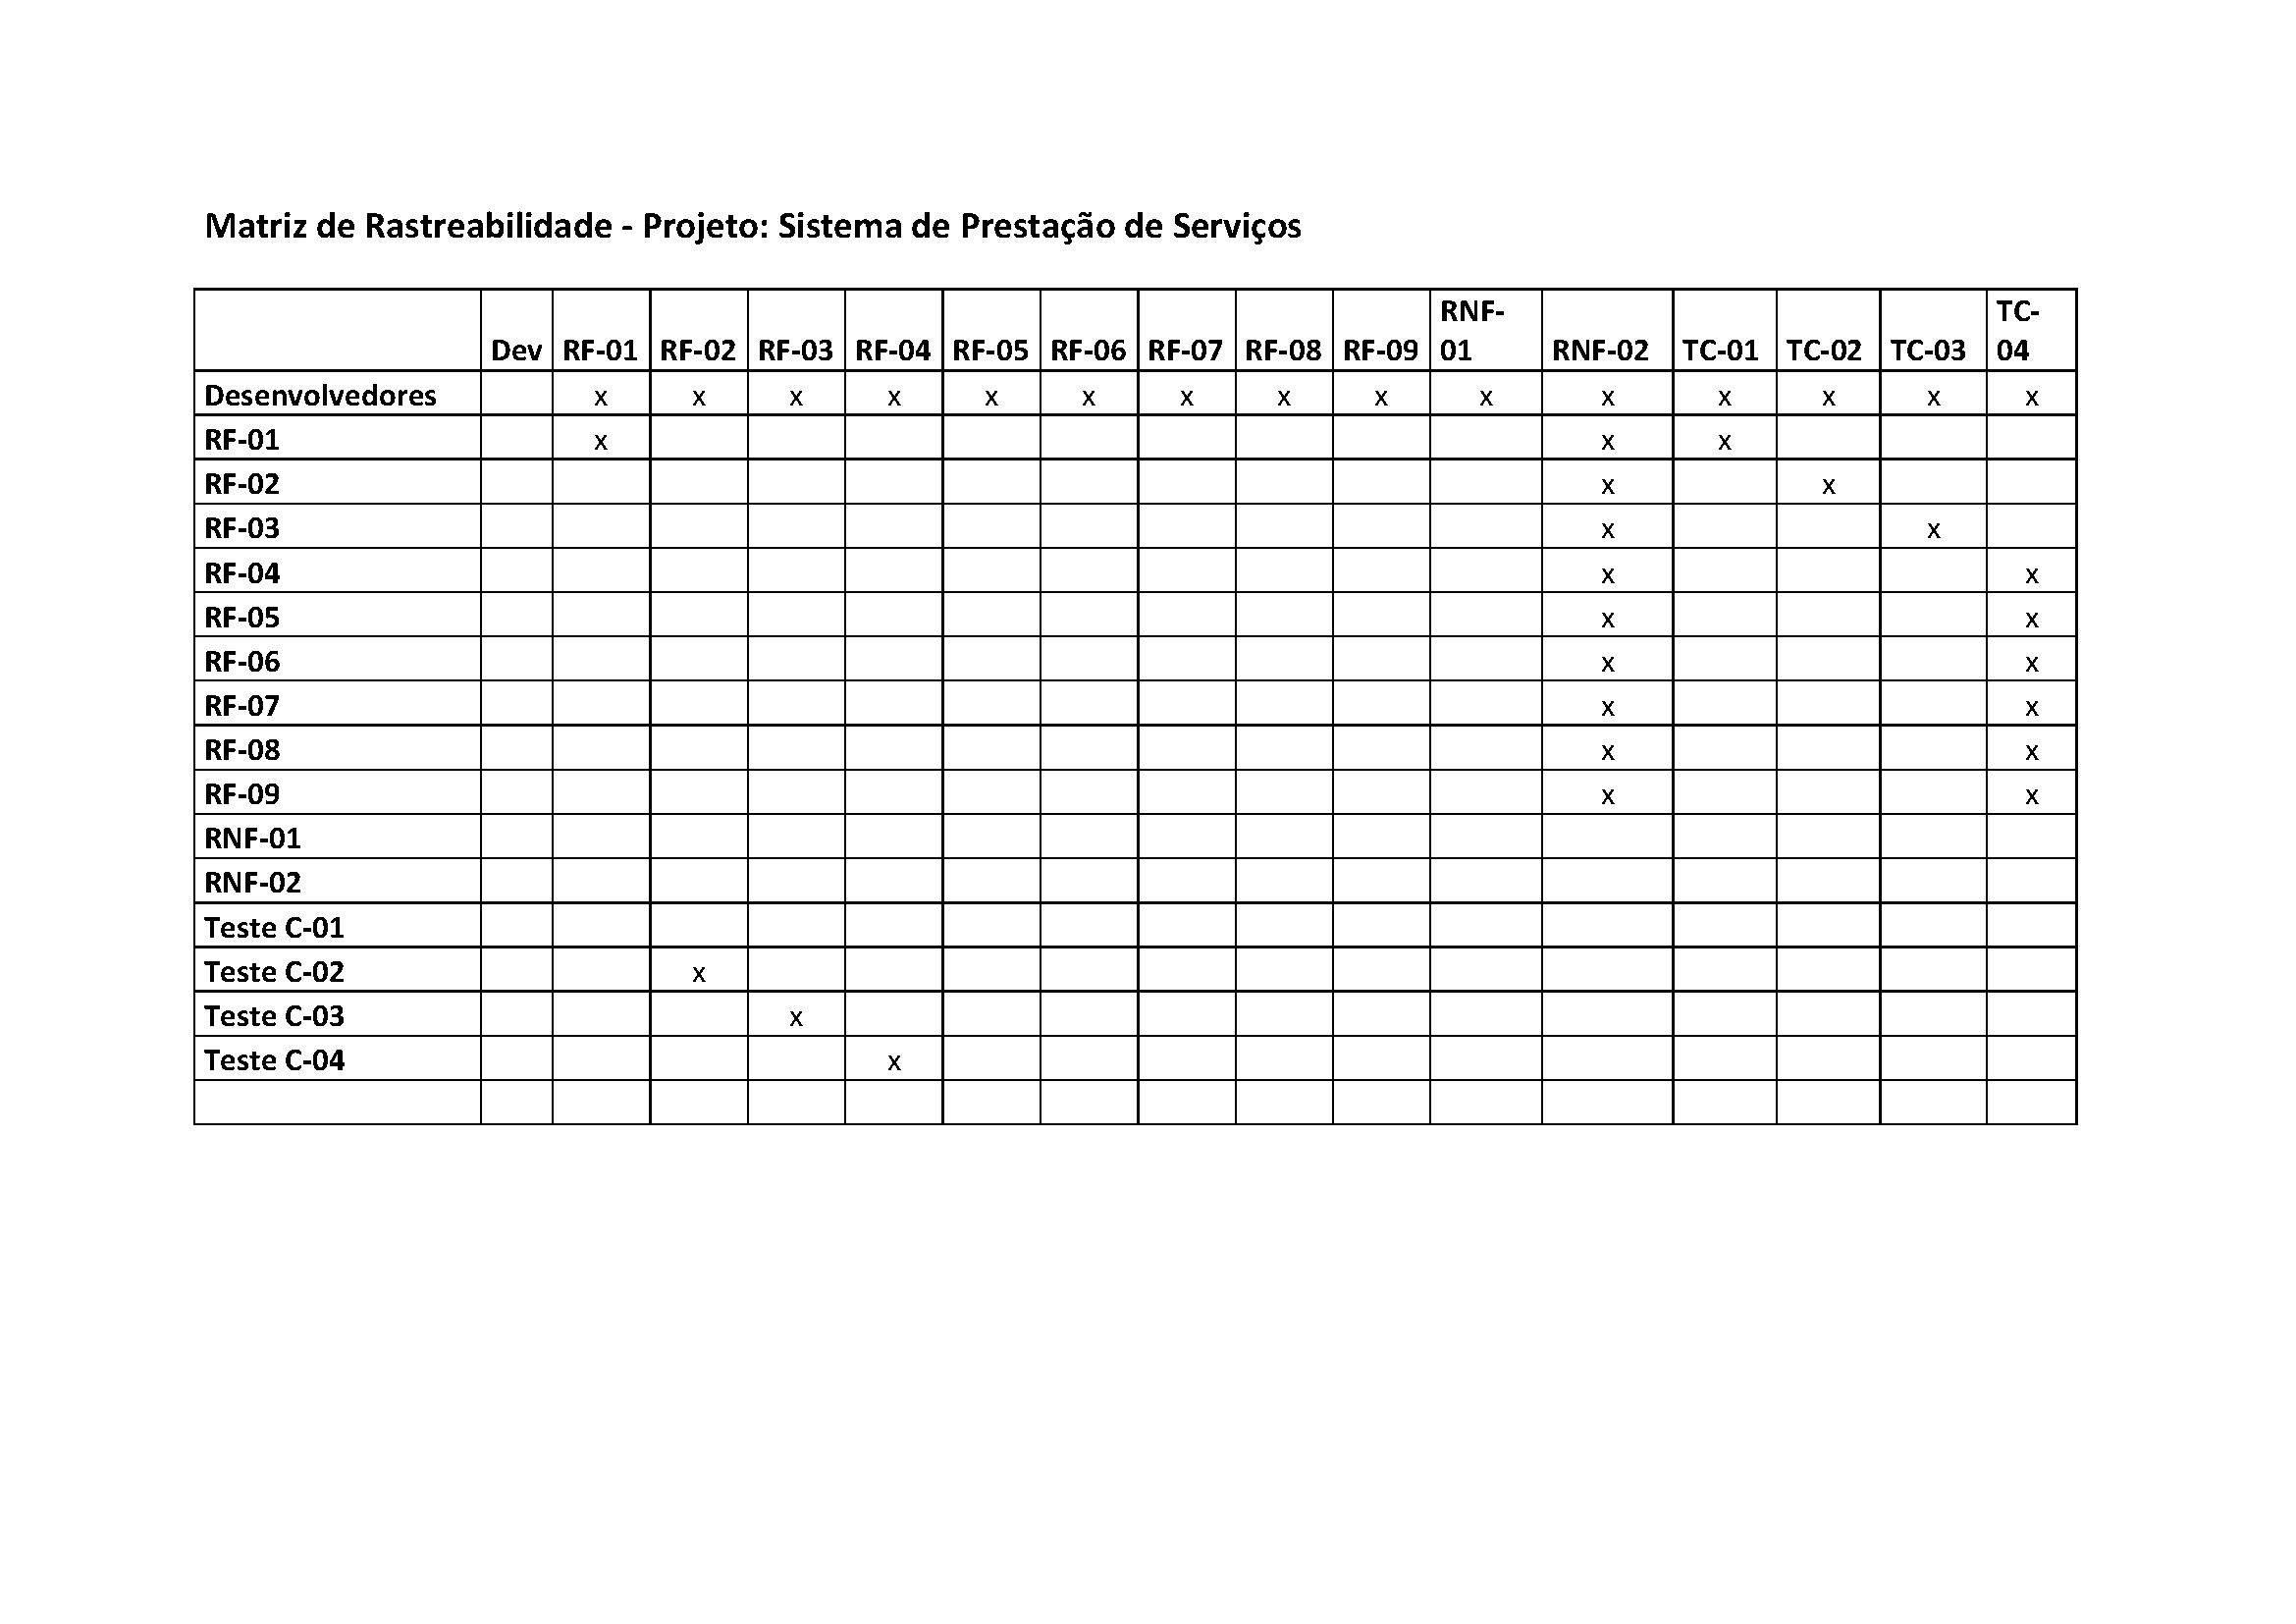 Matriz de Rastreabilidade - Projeto: Sistema de Prestação de Serviços
Dev RF-01 RF-02 RF-03 RF-04 RF-05 RF-06 RF-07 RF-08 RF-09 RNF-01 RNF-02 TC-01 TC-02 TC-03 TC-04
Desenvolvedores x x x x x x x x x x x x x x x
RF-01 x x x
RF-02 x x
RF-03 x x
RF-04 x x
RF-05 x x
RF-06 x x
RF-07 x x
RF-08 x x
RF-09 x x
RNF-01
RNF-02
Teste C-01
Teste C-02 x
Teste C-03 x
Teste C-04 x